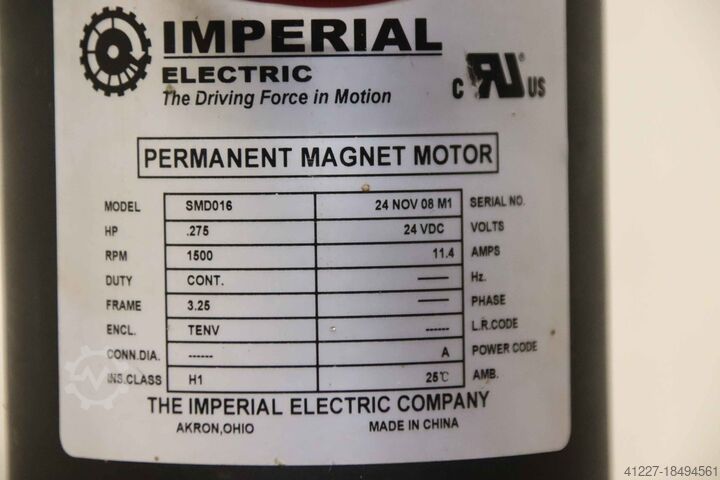 IMPERIAL
ELECTRIC
The Driving Force in Motion
C RU US
PERMANENT MAGNET MOTOR
MODEL SMD016 24 NOV 08 M1 SERIAL NO.
HP .275 24 VDC VOLTS
RPM 1500 11.4 AMPS
DUTY CONT. —— Hz.
FRAME 3.25 —— PHASE
ENCL. TENV ------ L.R.CODE
CONN.DIA. ------ A POWER CODE
INS.CLASS H1 25℃ AMB.
THE IMPERIAL ELECTRIC COMPANY
AKRON,OHIO MADE IN CHINA
41227-18494561